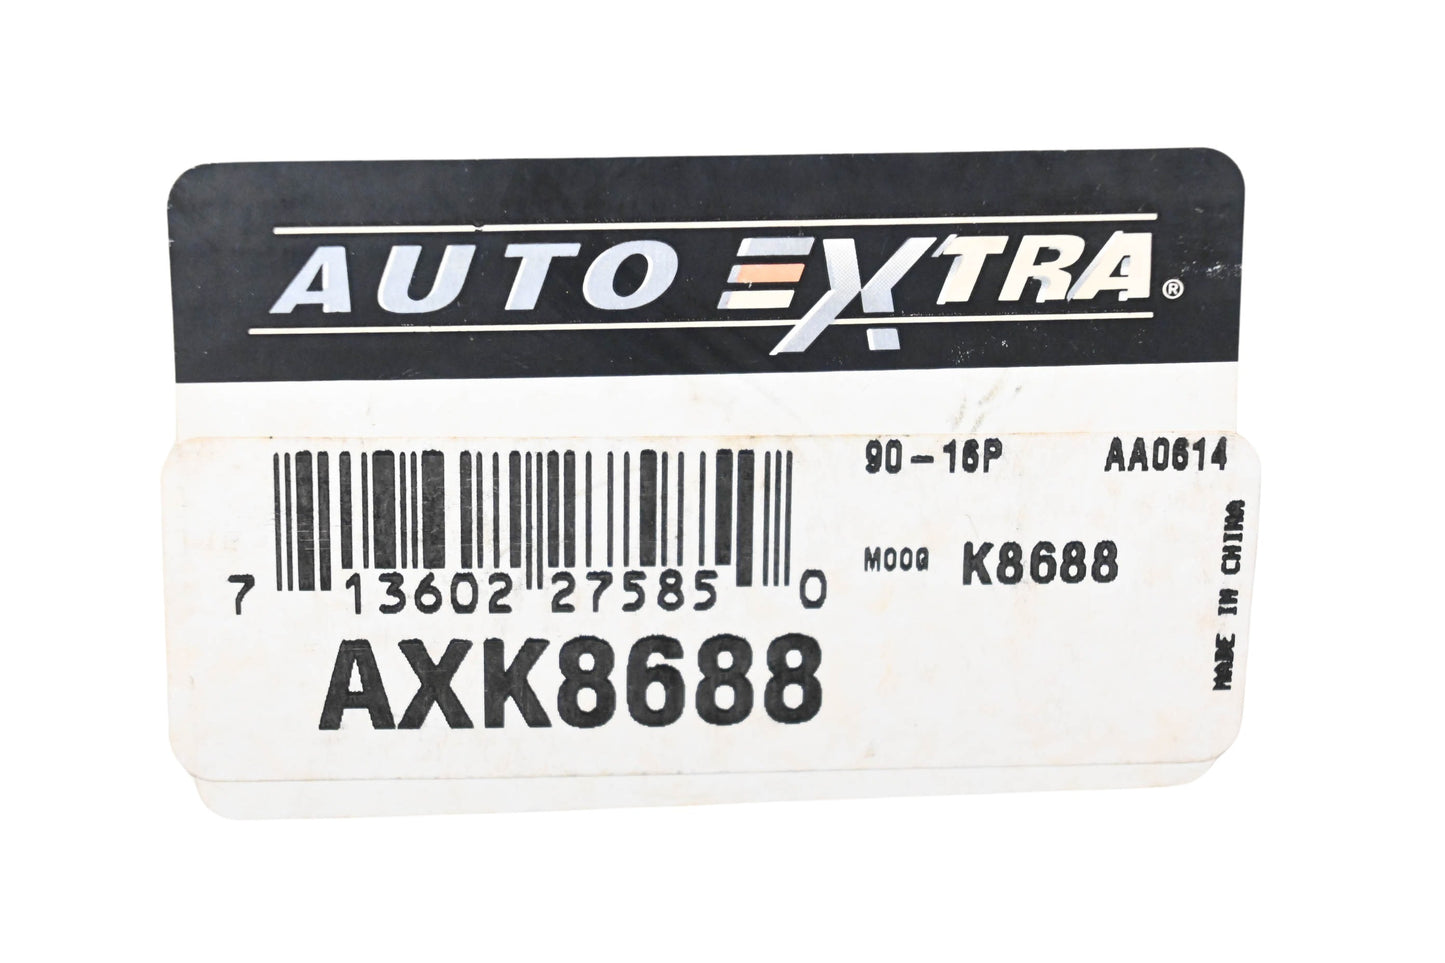 AUTO EXTRA®
90-16P AA0614
MOOG K8688
7 13602 27585 0
AXK8688
MADE IN CHINA